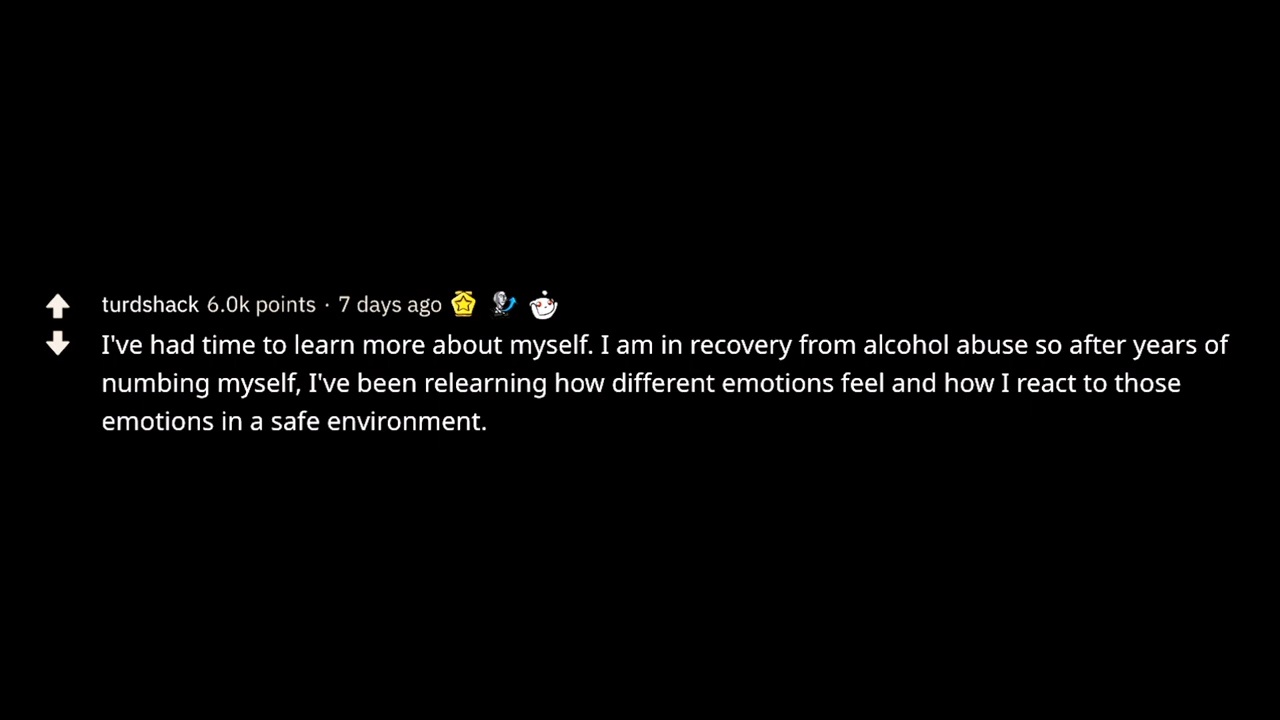 turdshack 6.0k points · 7 days ago
I've had time to learn more about myself. I am in recovery from alcohol abuse so after years of
numbing myself, I've been relearning how different emotions feel and how I react to those
emotions in a safe environment.